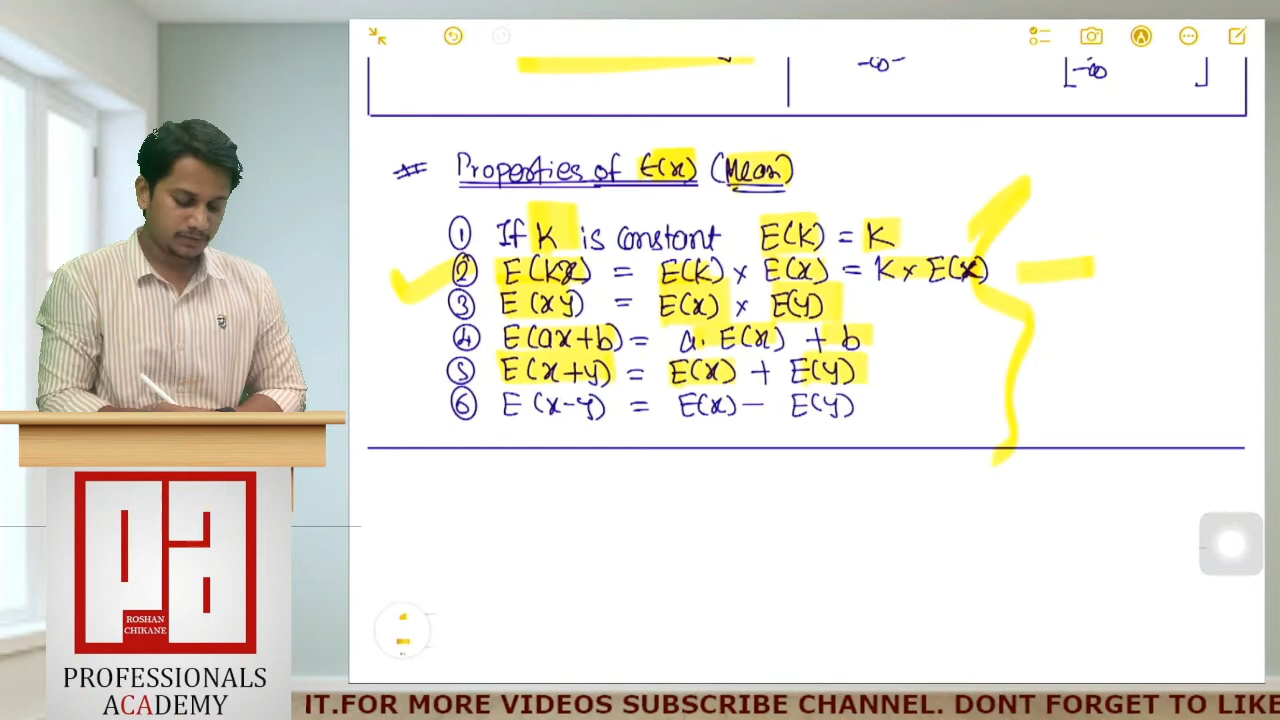 -∞-
-∞
* Properties of E(x) (Mean)
① If K is constant E(K) = K
② E(Kx) = E(K) × E(x) = K × E(x)
③ E(xy) = E(x) × E(y)
④ E(ax+b) = a. E(x) + b
⑤ E(x+y) = E(x) + E(y)
⑥ E(x-y) = E(x) - E(y)
ROSHAN
CHIKANE
PROFESSIONALS
ACADEMY
IT.FOR MORE VIDEOS SUBSCRIBE CHANNEL. DONT FORGET TO LIKE